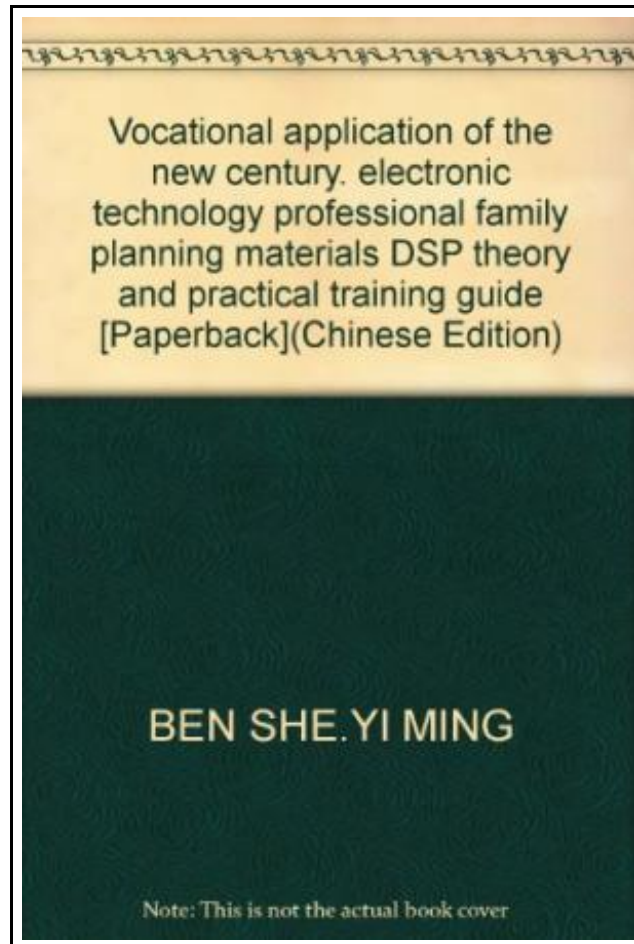 Vocational application of the
new century. electronic
technology professional family
planning materials DSP theory
and practical training guide
[Paperback](Chinese Edition)
BEN SHE.YI MING
Note: This is not the actual book cover